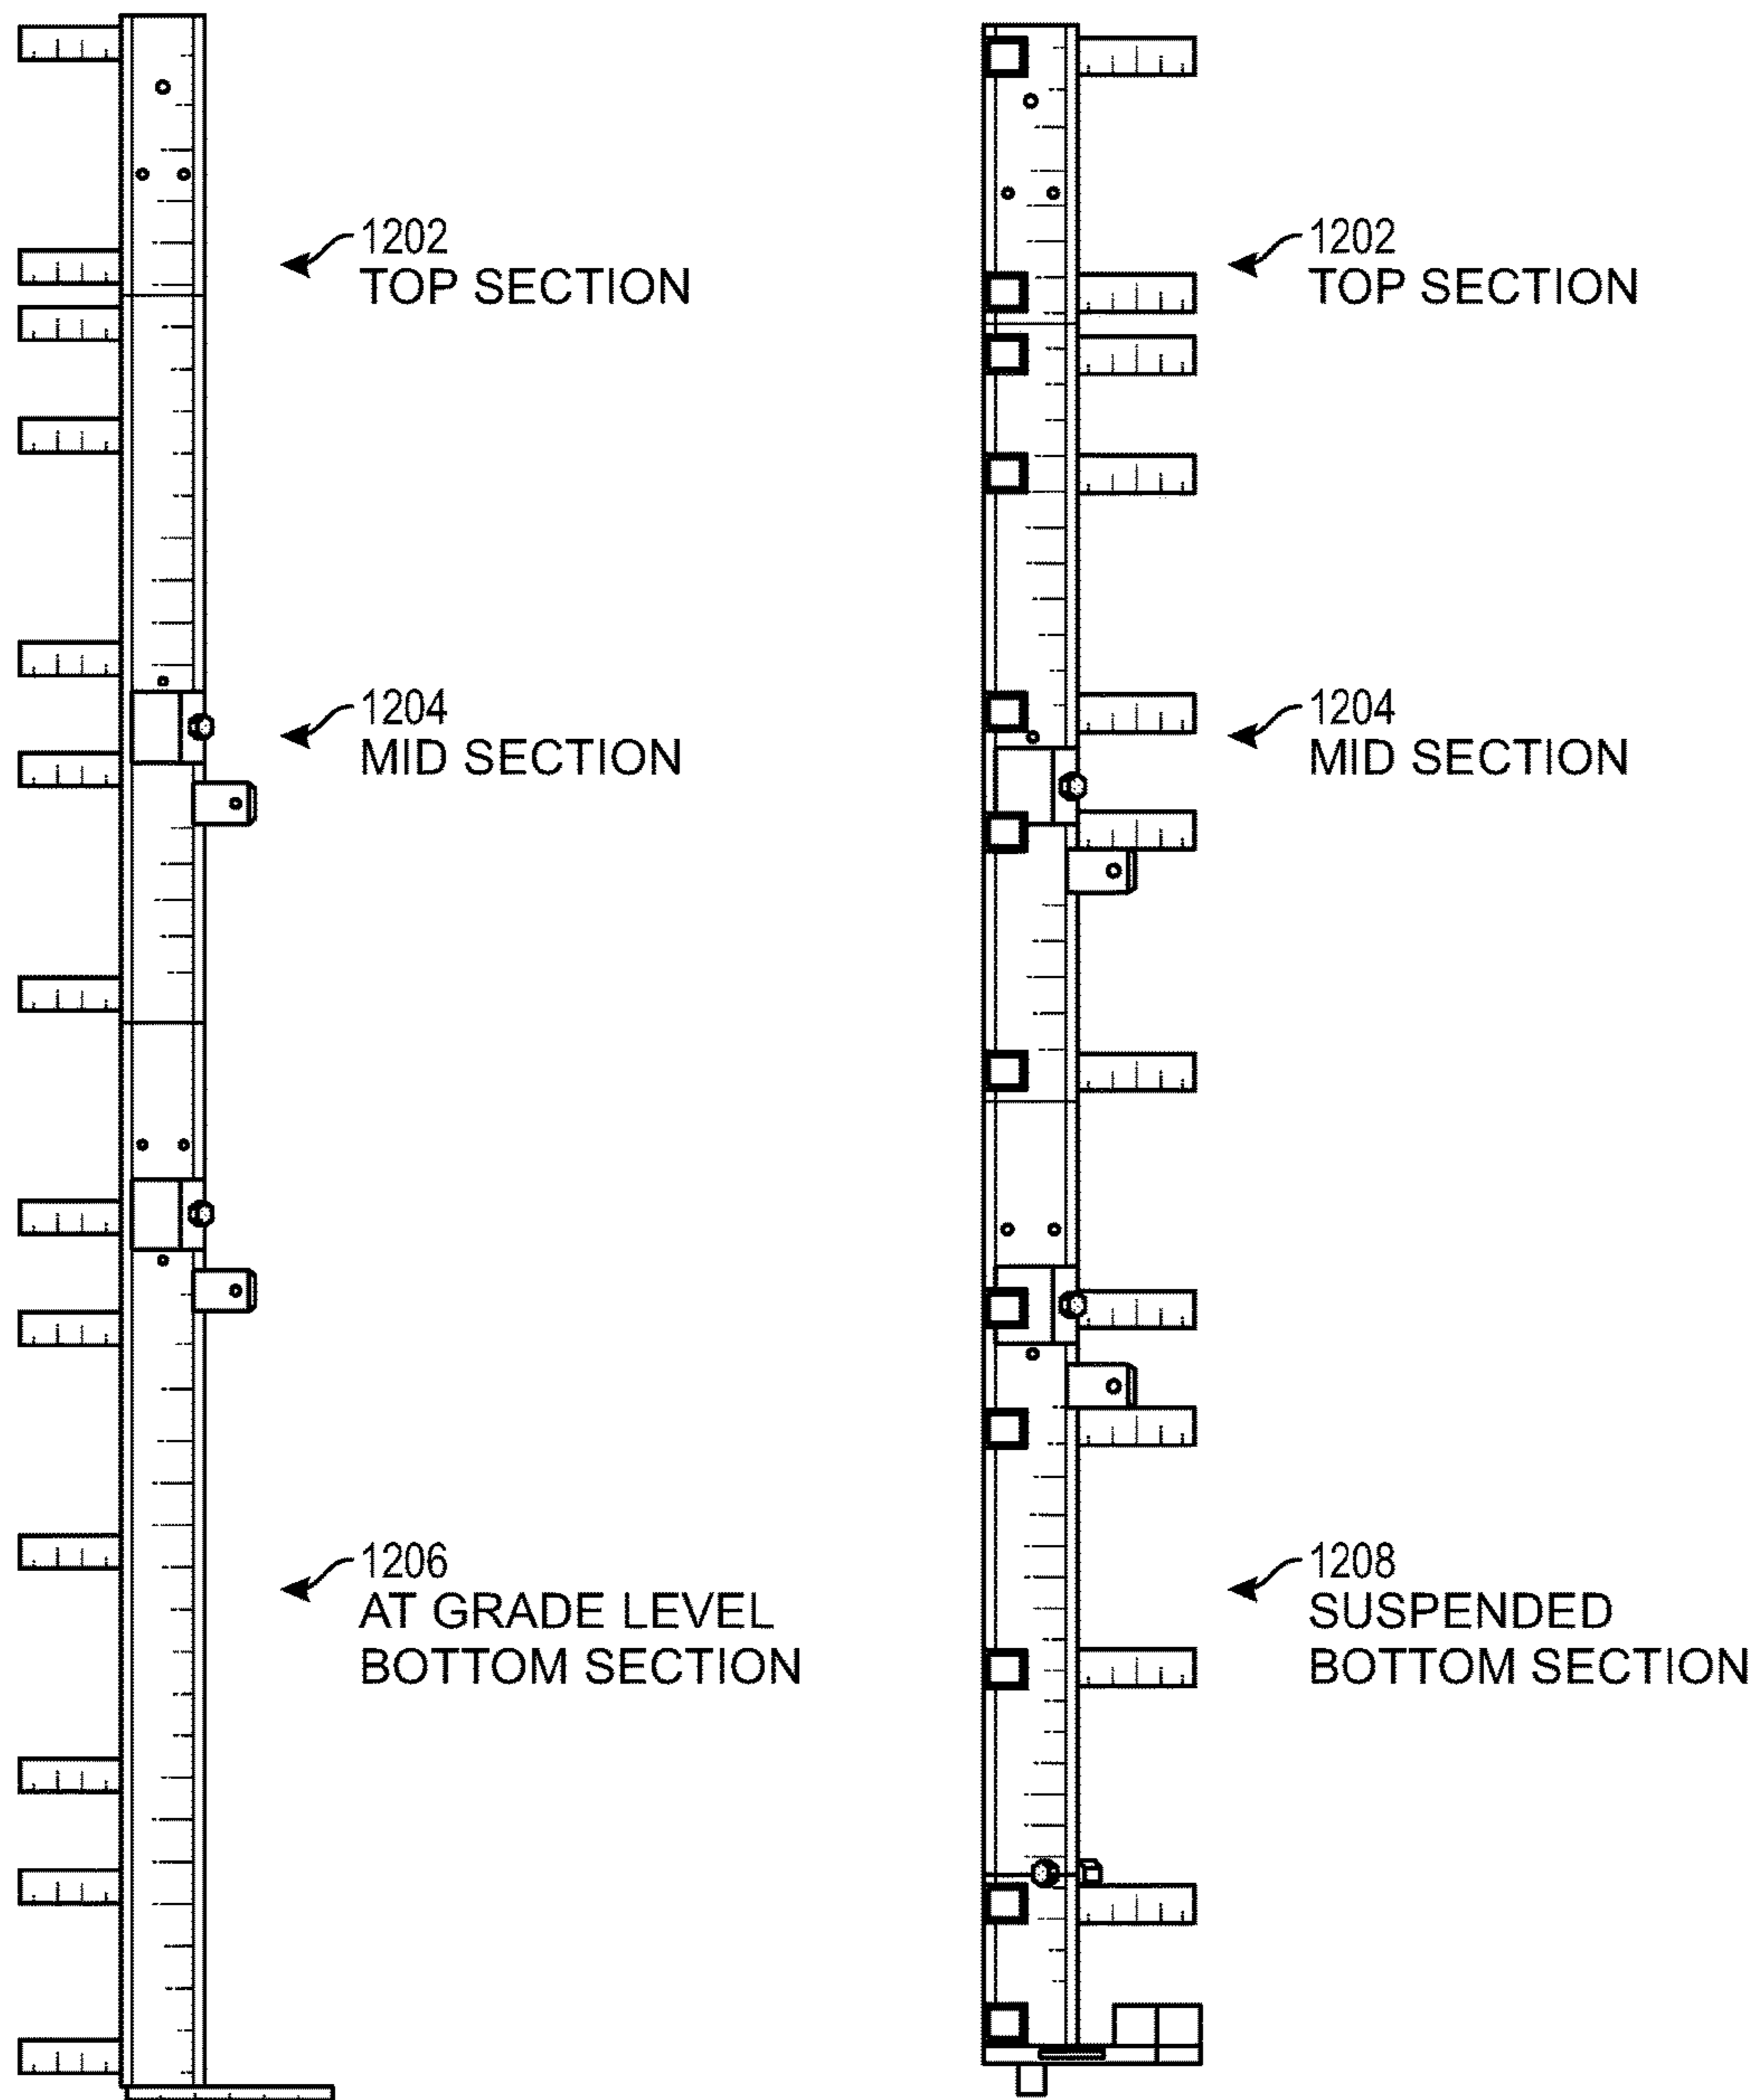 1202
TOP SECTION
1204
MID SECTION
1206
AT GRADE LEVEL
BOTTOM SECTION
1202
TOP SECTION
1204
MID SECTION
1208
SUSPENDED
BOTTOM SECTION